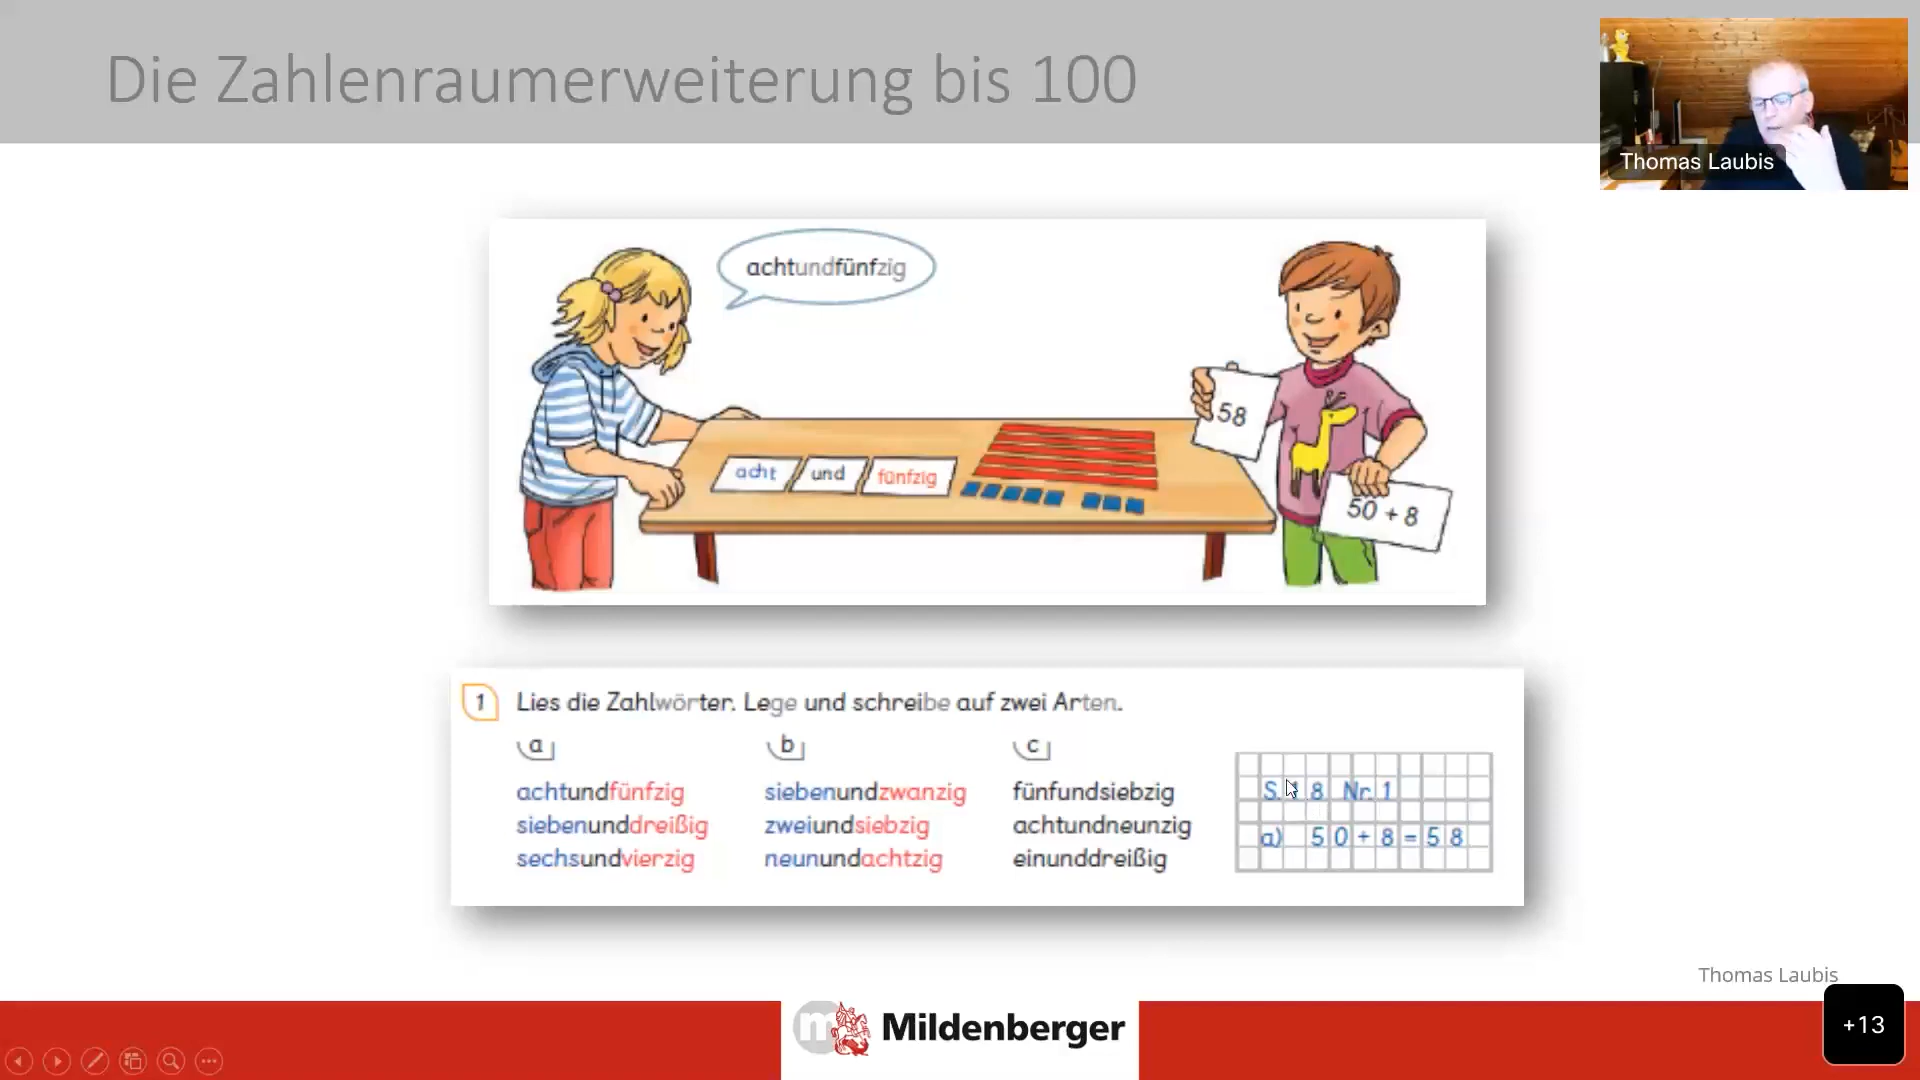 Die Zahlenraumerweiterung bis 100
Thomas Laubis
achtundfünfzig
58
acht und fünfzig
50 + 8
1 Lies die Zahlwörter. Lege und schreibe auf zwei Arten.
a b c
achtundfünfzig siebenundzwanzig fünfundsiebzig
siebenunddreißig zweiundsiebzig achtundneunzig
sechsundvierzig neunundachtzig einunddreißig
S. 8 Nr. 1
a) 50 + 8 = 58
Thomas Laubis
m Mildenberger
+13